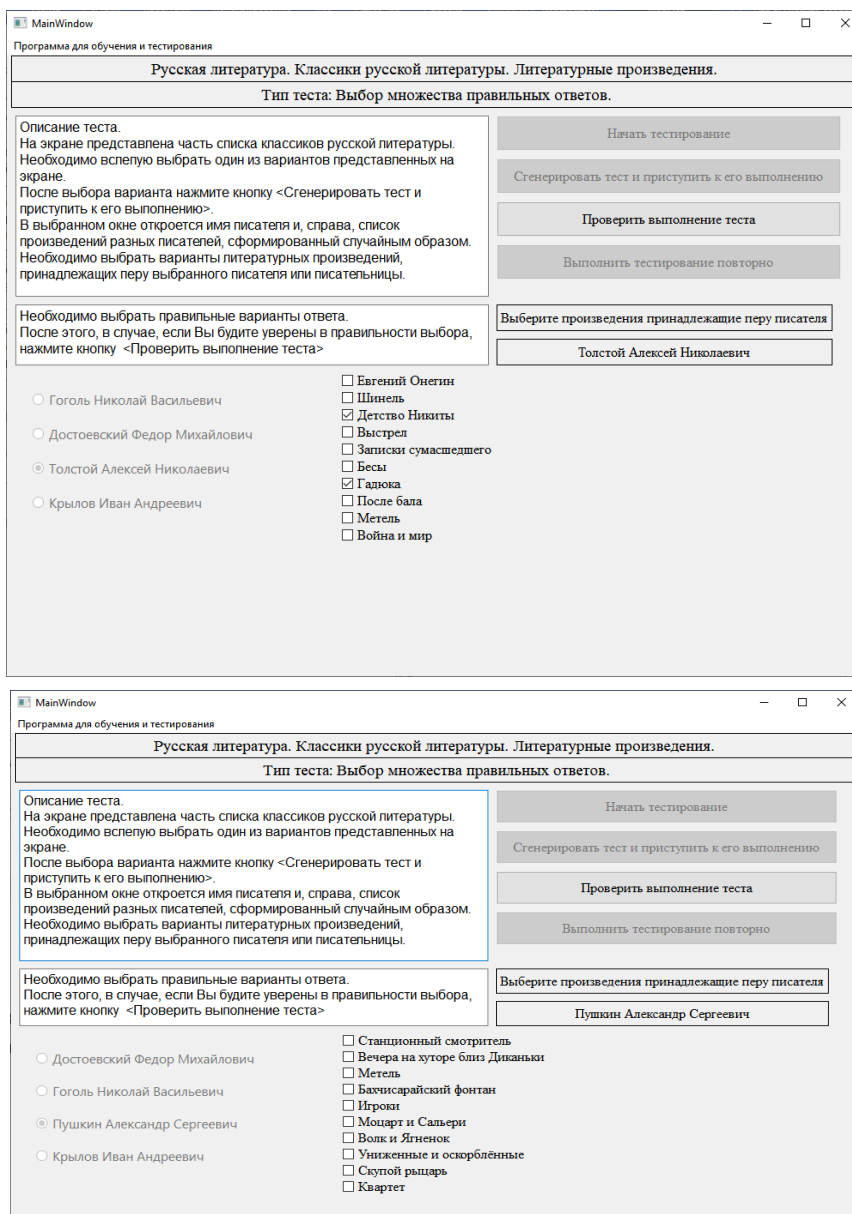 MainWindow
Программа для обучения и тестирования
Русская литература. Классики русской литературы. Литературные произведения.
Тип теста: Выбор множества правильных ответов.
Описание теста.
На экране представлена часть списка классиков русской литературы.
Необходимо вслепую выбрать один из вариантов представленных на
экране.
После выбора варианта нажмите кнопку <Сгенерировать тест и
приступить к его выполнению>.
В выбранном окне откроется имя писателя и, справа, список
произведений разных писателей, сформированный случайным образом.
Необходимо выбрать варианты литературных произведений,
принадлежащих перу выбранного писателя или писательницы.
Начать тестирование
Сгенерировать тест и приступить к его выполнению
Проверить выполнение теста
Выполнить тестирование повторно
Необходимо выбрать правильные варианты ответа.
После этого, в случае, если Вы будите уверены в правильности выбора,
нажмите кнопку <Проверить выполнение теста>
Выберите произведения принадлежащие перу писателя
Толстой Алексей Николаевич
Гоголь Николай Васильевич
Достоевский Федор Михайлович
Толстой Алексей Николаевич
Крылов Иван Андреевич
Евгений Онегин
Шинель
Детство Никиты
Выстрел
Записки сумасшедшего
Бесы
Гадюка
После бала
Метель
Война и мир
MainWindow
Программа для обучения и тестирования
Русская литература. Классики русской литературы. Литературные произведения.
Тип теста: Выбор множества правильных ответов.
Описание теста.
На экране представлена часть списка классиков русской литературы.
Необходимо вслепую выбрать один из вариантов представленных на
экране.
После выбора варианта нажмите кнопку <Сгенерировать тест и
приступить к его выполнению>.
В выбранном окне откроется имя писателя и, справа, список
произведений разных писателей, сформированный случайным образом.
Необходимо выбрать варианты литературных произведений,
принадлежащих перу выбранного писателя или писательницы.
Начать тестирование
Сгенерировать тест и приступить к его выполнению
Проверить выполнение теста
Выполнить тестирование повторно
Необходимо выбрать правильные варианты ответа.
После этого, в случае, если Вы будите уверены в правильности выбора,
нажмите кнопку <Проверить выполнение теста>
Выберите произведения принадлежащие перу писателя
Пушкин Александр Сергеевич
Достоевский Федор Михайлович
Гоголь Николай Васильевич
Пушкин Александр Сергеевич
Крылов Иван Андреевич
Станционный смотритель
Вечера на хуторе близ Диканьки
Метель
Бахчисарайский фонтан
Игроки
Моцарт и Сальери
Волк и Ягненок
Униженные и оскорблённые
Скупой рыцарь
Квартет